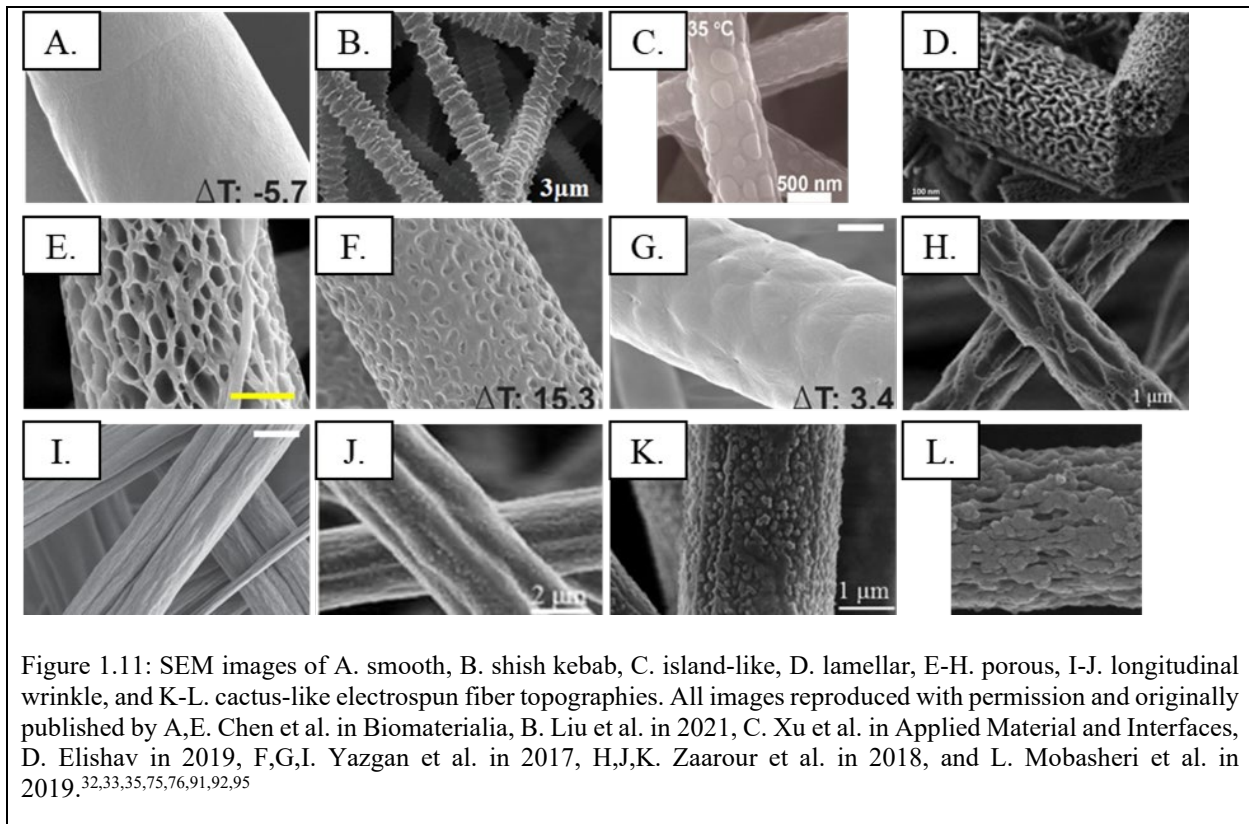 A. B. C. 35 °C D.
ΔT: -5.7 3μm 500 nm 100 nm
E. F. G. H.
ΔT: 15.3 ΔT: 3.4 1 μm
I. J. K. L.
2 μm 1 μm
Figure 1.11: SEM images of A. smooth, B. shish kebab, C. island-like, D. lamellar, E-H. porous, I-J. longitudinal
wrinkle, and K-L. cactus-like electrospun fiber topographies. All images reproduced with permission and originally
published by A,E. Chen et al. in Biomaterialia, B. Liu et al. in 2021, C. Xu et al. in Applied Material and Interfaces,
D. Elishav in 2019, F,G,I. Yazgan et al. in 2017, H,J,K. Zaarour et al. in 2018, and L. Mobasheri et al. in
2019.32,33,35,75,76,91,92,95